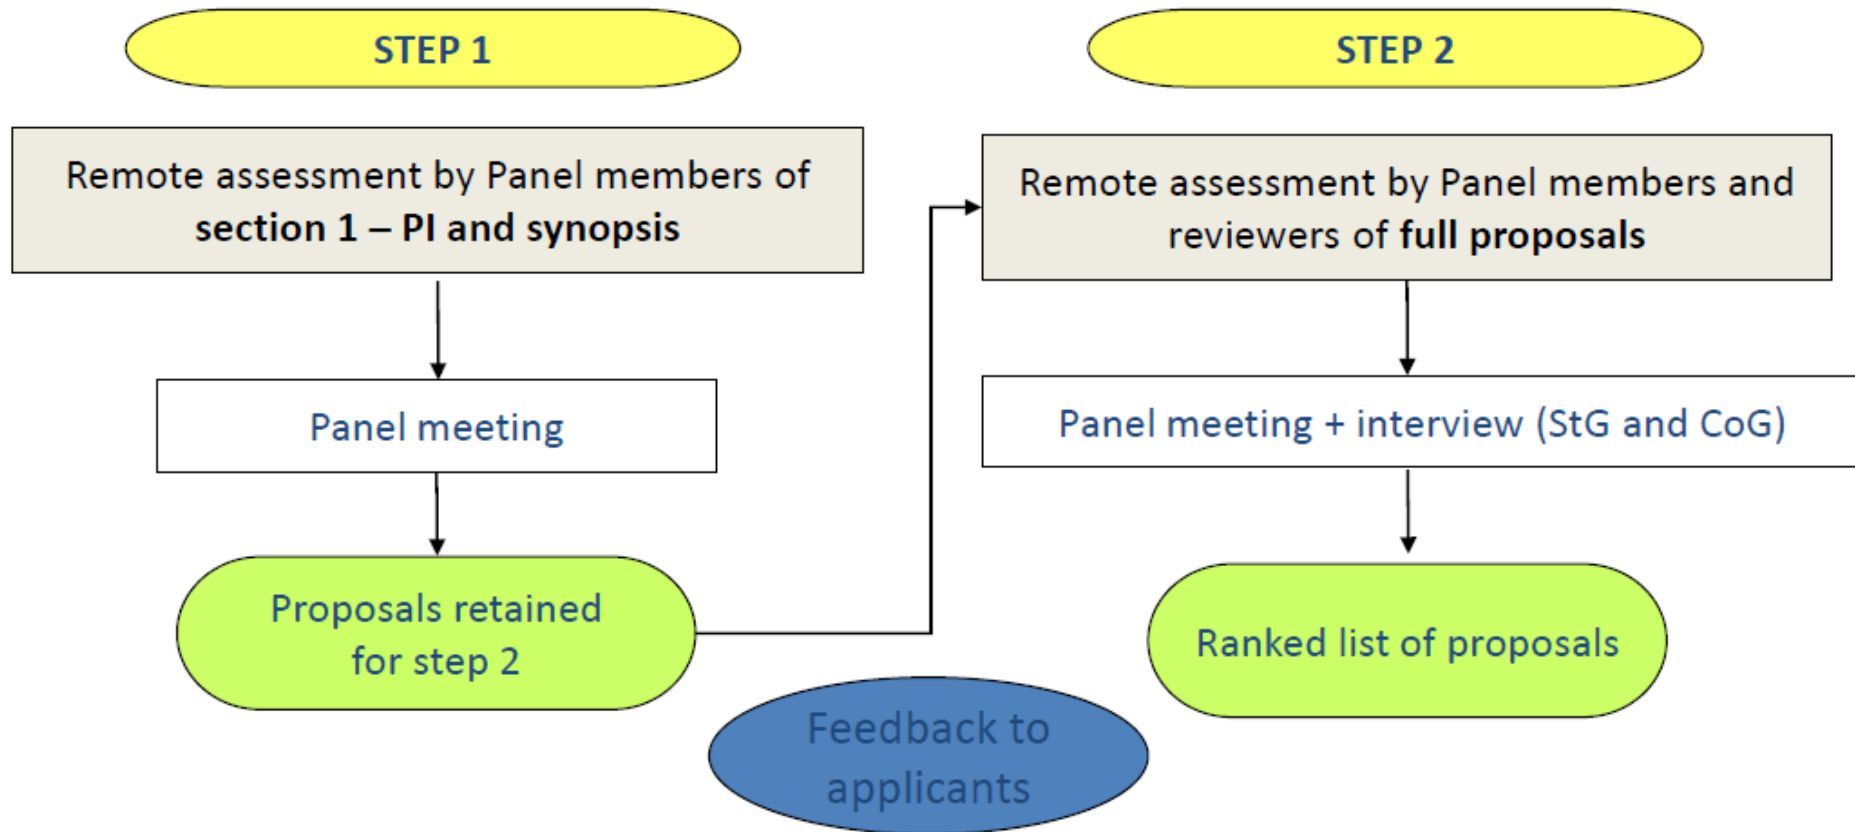 STEP 1
Remote assessment by Panel members of
section 1 – PI and synopsis
Panel meeting
Proposals retained
for step 2
STEP 2
Remote assessment by Panel members and
reviewers of full proposals
Panel meeting + interview (StG and CoG)
Ranked list of proposals
Feedback to
applicants